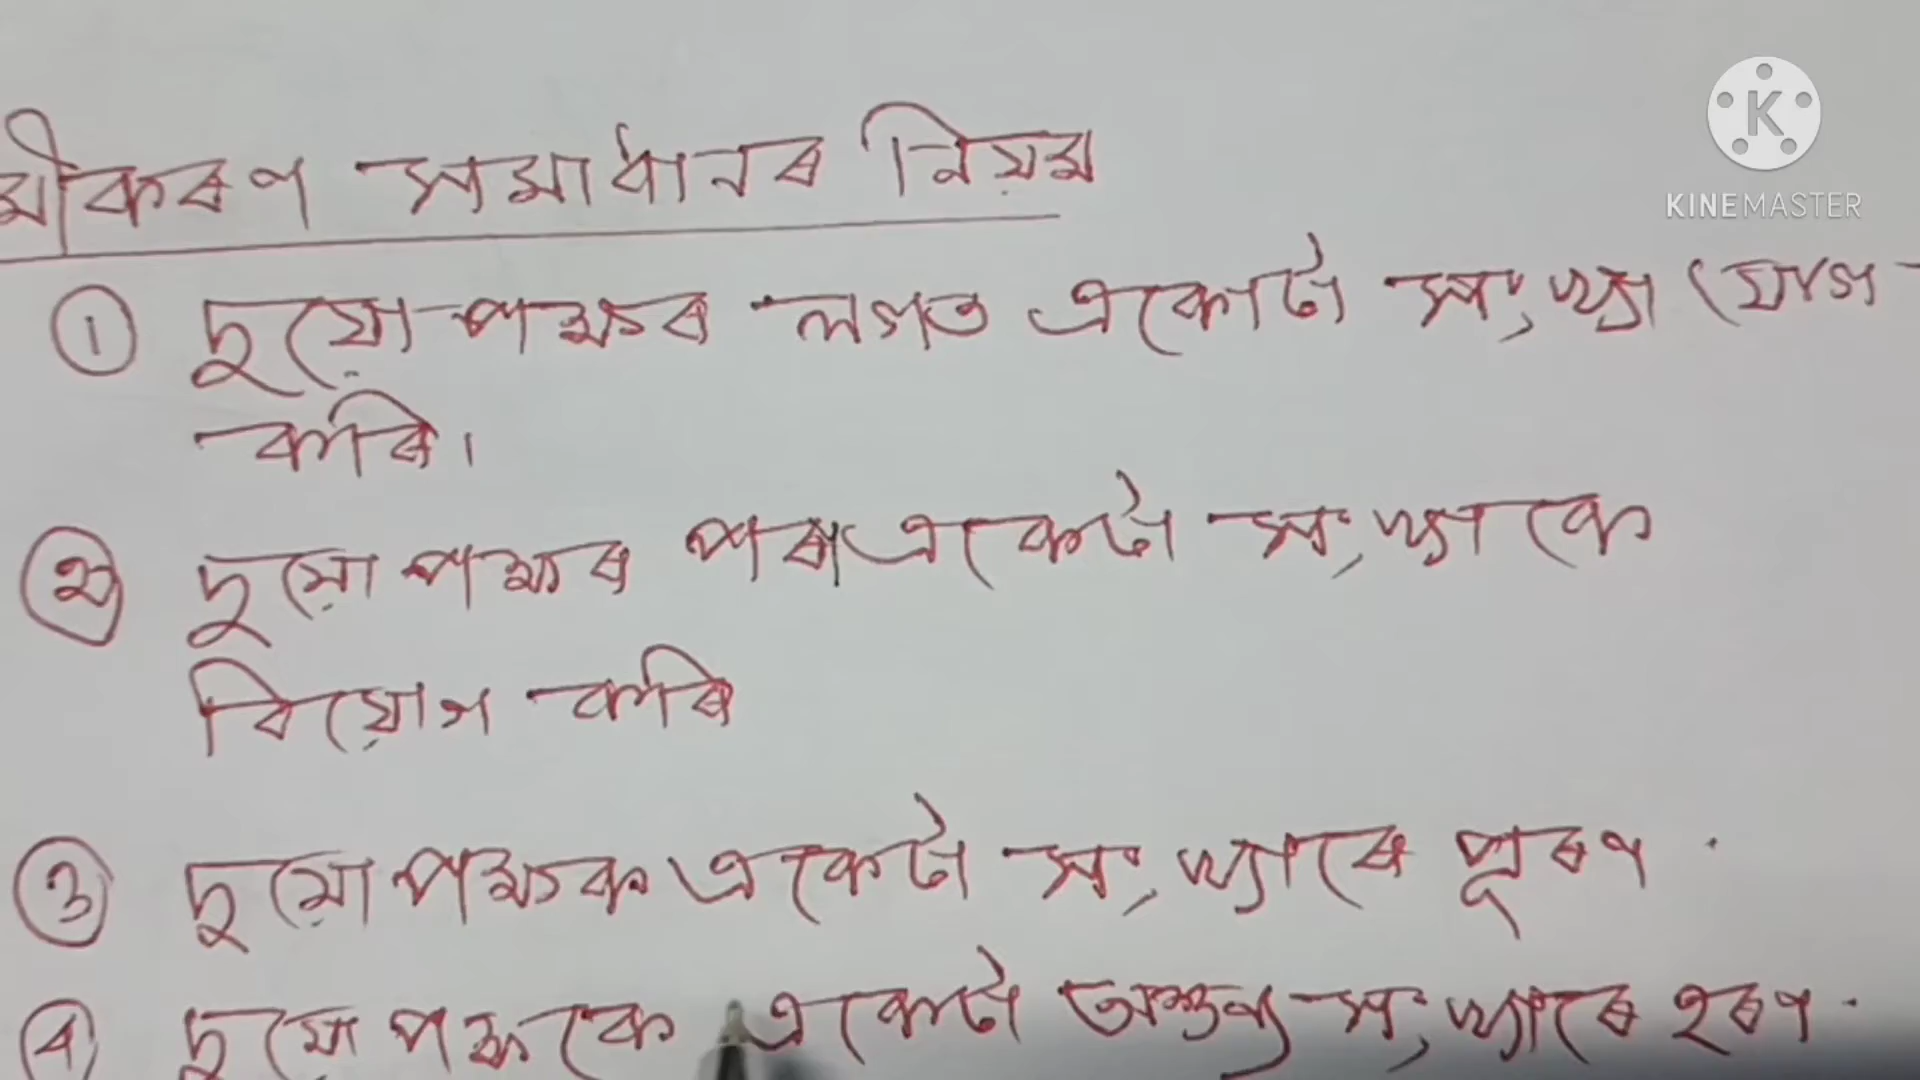 মীকৰণ সমাধানৰ নিয়ম
KINEMASTER
① দুয়োপক্ষৰ লগত একোটা সংখ্যা যোগ
কৰি।
② দুয়োপক্ষৰ পৰা একেটা সংখ্যাকে
বিয়োগ কৰি
③ দুয়োপক্ষক একেটা সংখ্যাৰে পূৰণ .
④ দুয়োপক্ষকে একোটা অশূণ্য সংখ্যাৰে হৰণ .